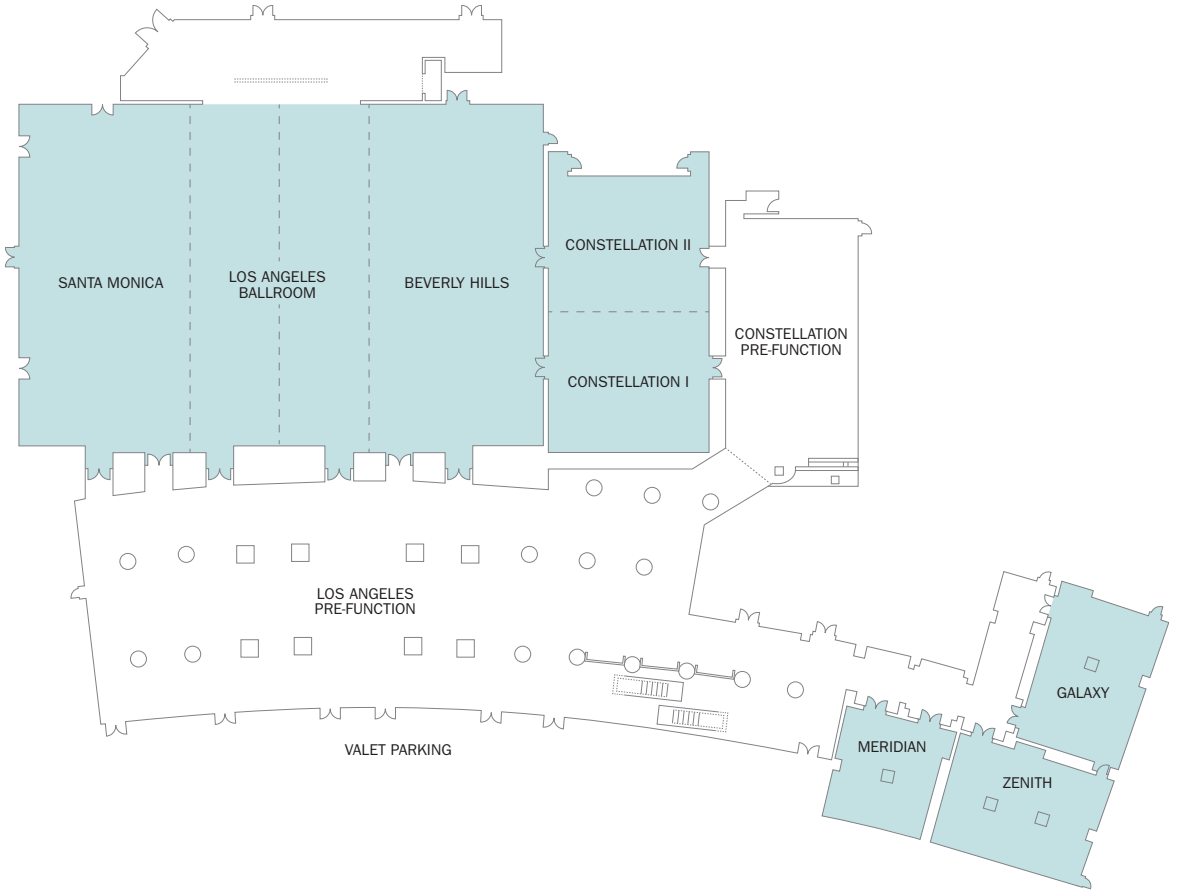 CONSTELLATION II
SANTA MONICA
LOS ANGELES
BALLROOM
BEVERLY HILLS
CONSTELLATION
PRE-FUNCTION
CONSTELLATION I
LOS ANGELES
PRE-FUNCTION
GALAXY
VALET PARKING
MERIDIAN
ZENITH